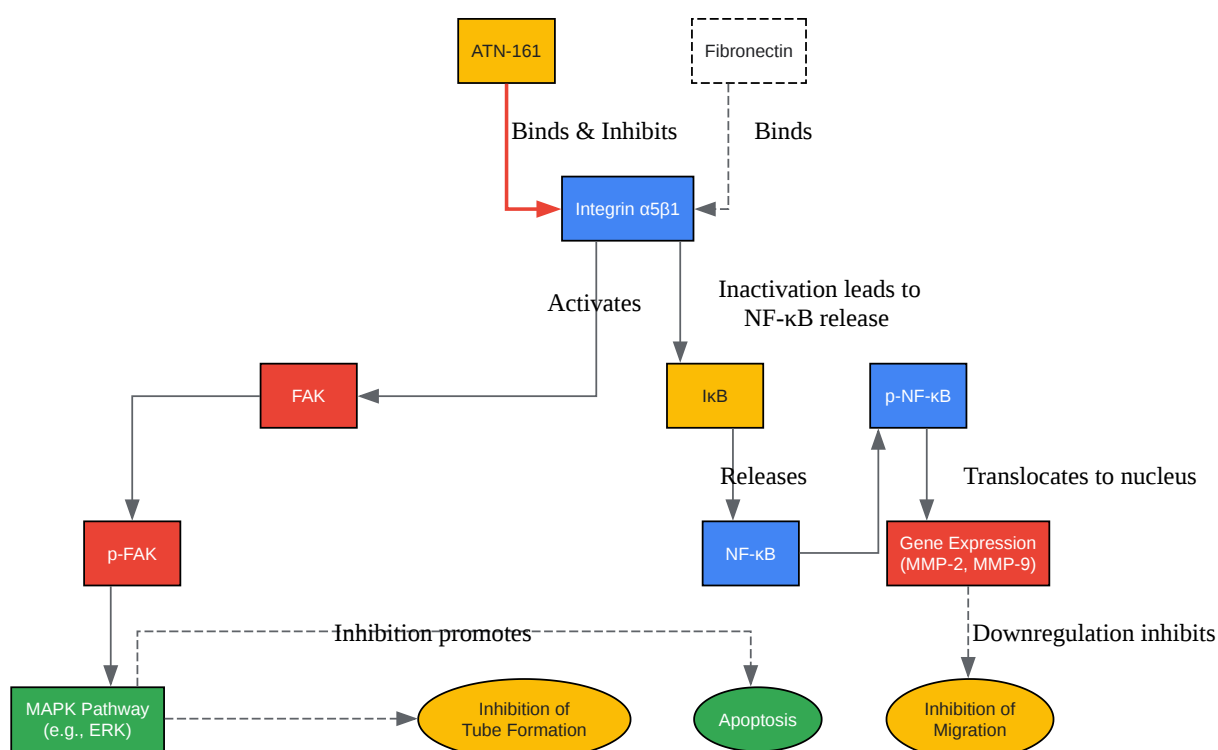 ATN-161
Fibronectin
Binds & Inhibits
Binds
Integrin α5β1
Activates
Inactivation leads to
NF-κB release
FAK
IκB
p-NF-κB
Releases
Translocates to nucleus
p-FAK
NF-κB
Gene Expression
(MMP-2, MMP-9)
Inhibition promotes
Downregulation inhibits
MAPK Pathway
(e.g., ERK)
Inhibition of
Tube Formation
Apoptosis
Inhibition of
Migration